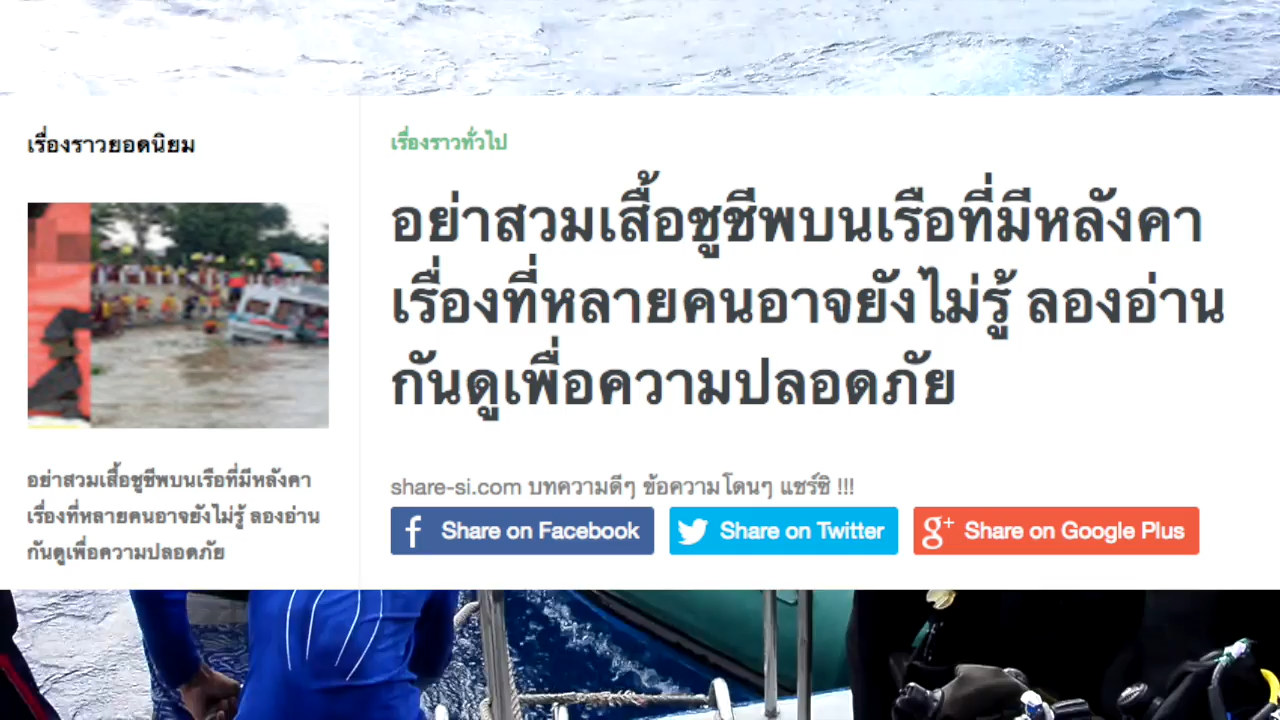 เรื่องราวยอดนิยม
อย่าสวมเสื้อชูชีพบนเรือที่มีหลังคา
เรื่องที่หลายคนอาจยังไม่รู้ ลองอ่าน
กันดูเพื่อความปลอดภัย
เรื่องราวทั่วไป
อย่าสวมเสื้อชูชีพบนเรือที่มีหลังคา
เรื่องที่หลายคนอาจยังไม่รู้ ลองอ่าน
กันดูเพื่อความปลอดภัย
share-si.com บทความดีๆ ข้อความโดนๆ แชร์ซิ !!!
f Share on Facebook Share on Twitter g+ Share on Google Plus